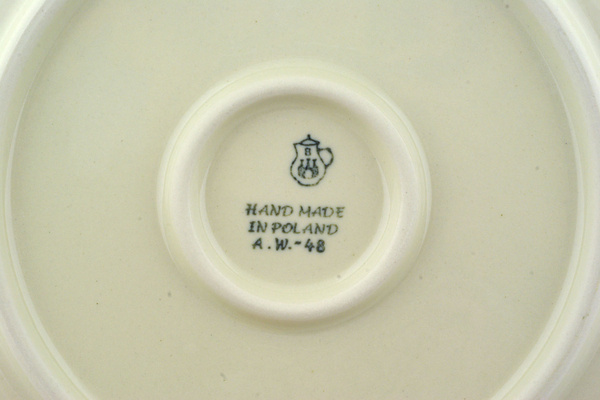 B
HAND MADE
IN POLAND
A.W.-48